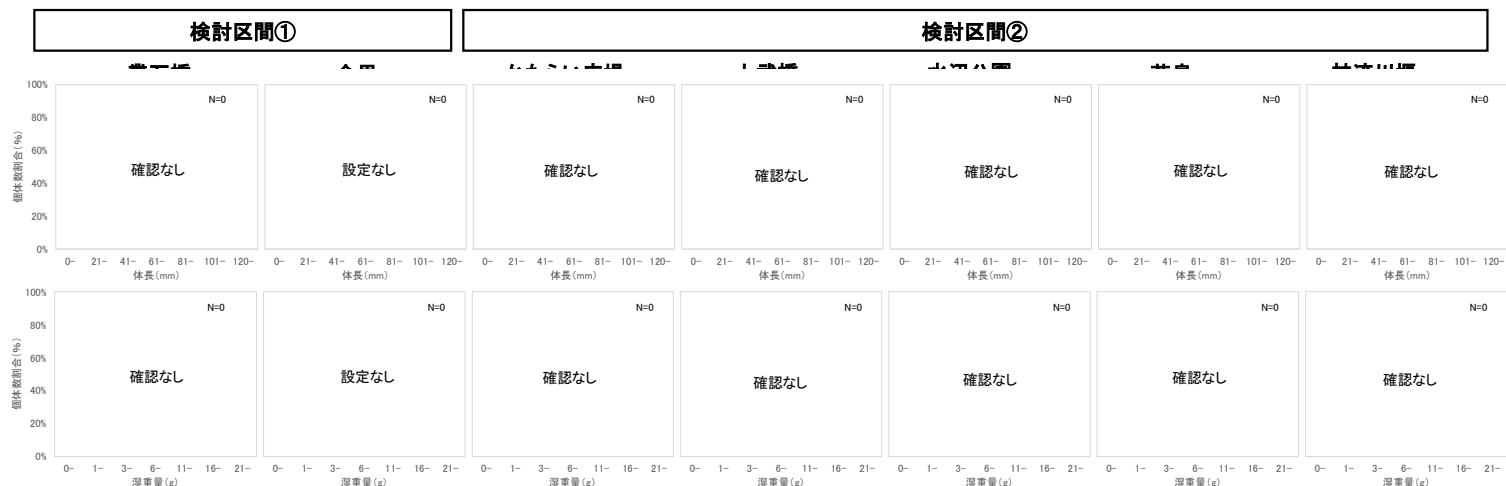 検討区間① 検討区間②
100% N=0 N=0 N=0 N=0 N=0 N=0 N=0
80%
60%
確認なし 設定なし 確認なし 確認なし 確認なし 確認なし 確認なし
40%
20%
0%
個体数割合(%)
0- 21- 41- 61- 81- 101- 120- 0- 21- 41- 61- 81- 101- 120- 0- 21- 41- 61- 81- 101- 120- 0- 21- 41- 61- 81- 101- 120- 0- 21- 41- 61- 81- 101- 120- 0- 21- 41- 61- 81- 101- 120- 0- 21- 41- 61- 81- 101- 120-
体長(mm) 体長(mm) 体長(mm) 体長(mm) 体長(mm) 体長(mm) 体長(mm)
100% N=0 N=0 N=0 N=0 N=0 N=0 N=0
80%
60%
確認なし 設定なし 確認なし 確認なし 確認なし 確認なし 確認なし
40%
20%
0%
個体数割合(%)
0- 1- 3- 6- 11- 16- 21- 0- 1- 3- 6- 11- 16- 21- 0- 1- 3- 6- 11- 16- 21- 0- 1- 3- 6- 11- 16- 21- 0- 1- 3- 6- 11- 16- 21- 0- 1- 3- 6- 11- 16- 21- 0- 1- 3- 6- 11- 16- 21-
湿重量(g) 湿重量(g) 湿重量(g) 湿重量(g) 湿重量(g) 湿重量(g) 湿重量(g)